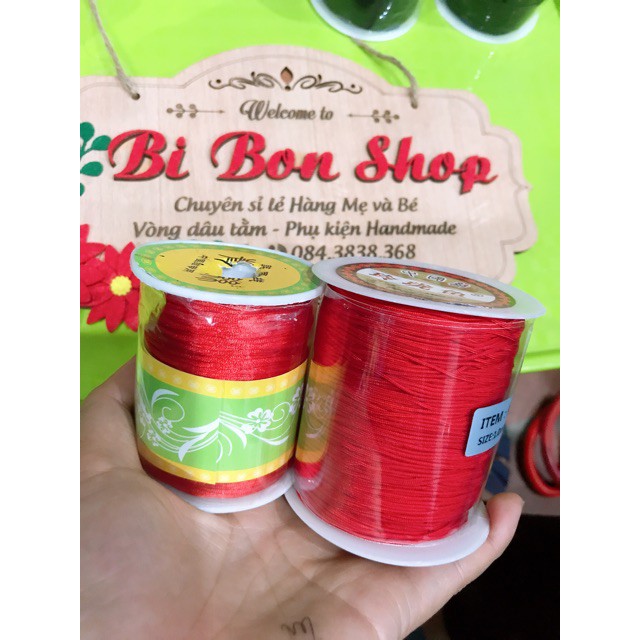 Welcome to
Bi Bon Shop
Chuyên sỉ lẻ Hàng Mẹ và Bé
Vòng dâu tằm - Phụ kiện Handmade
084.3838.368
ITEM
SIZE: